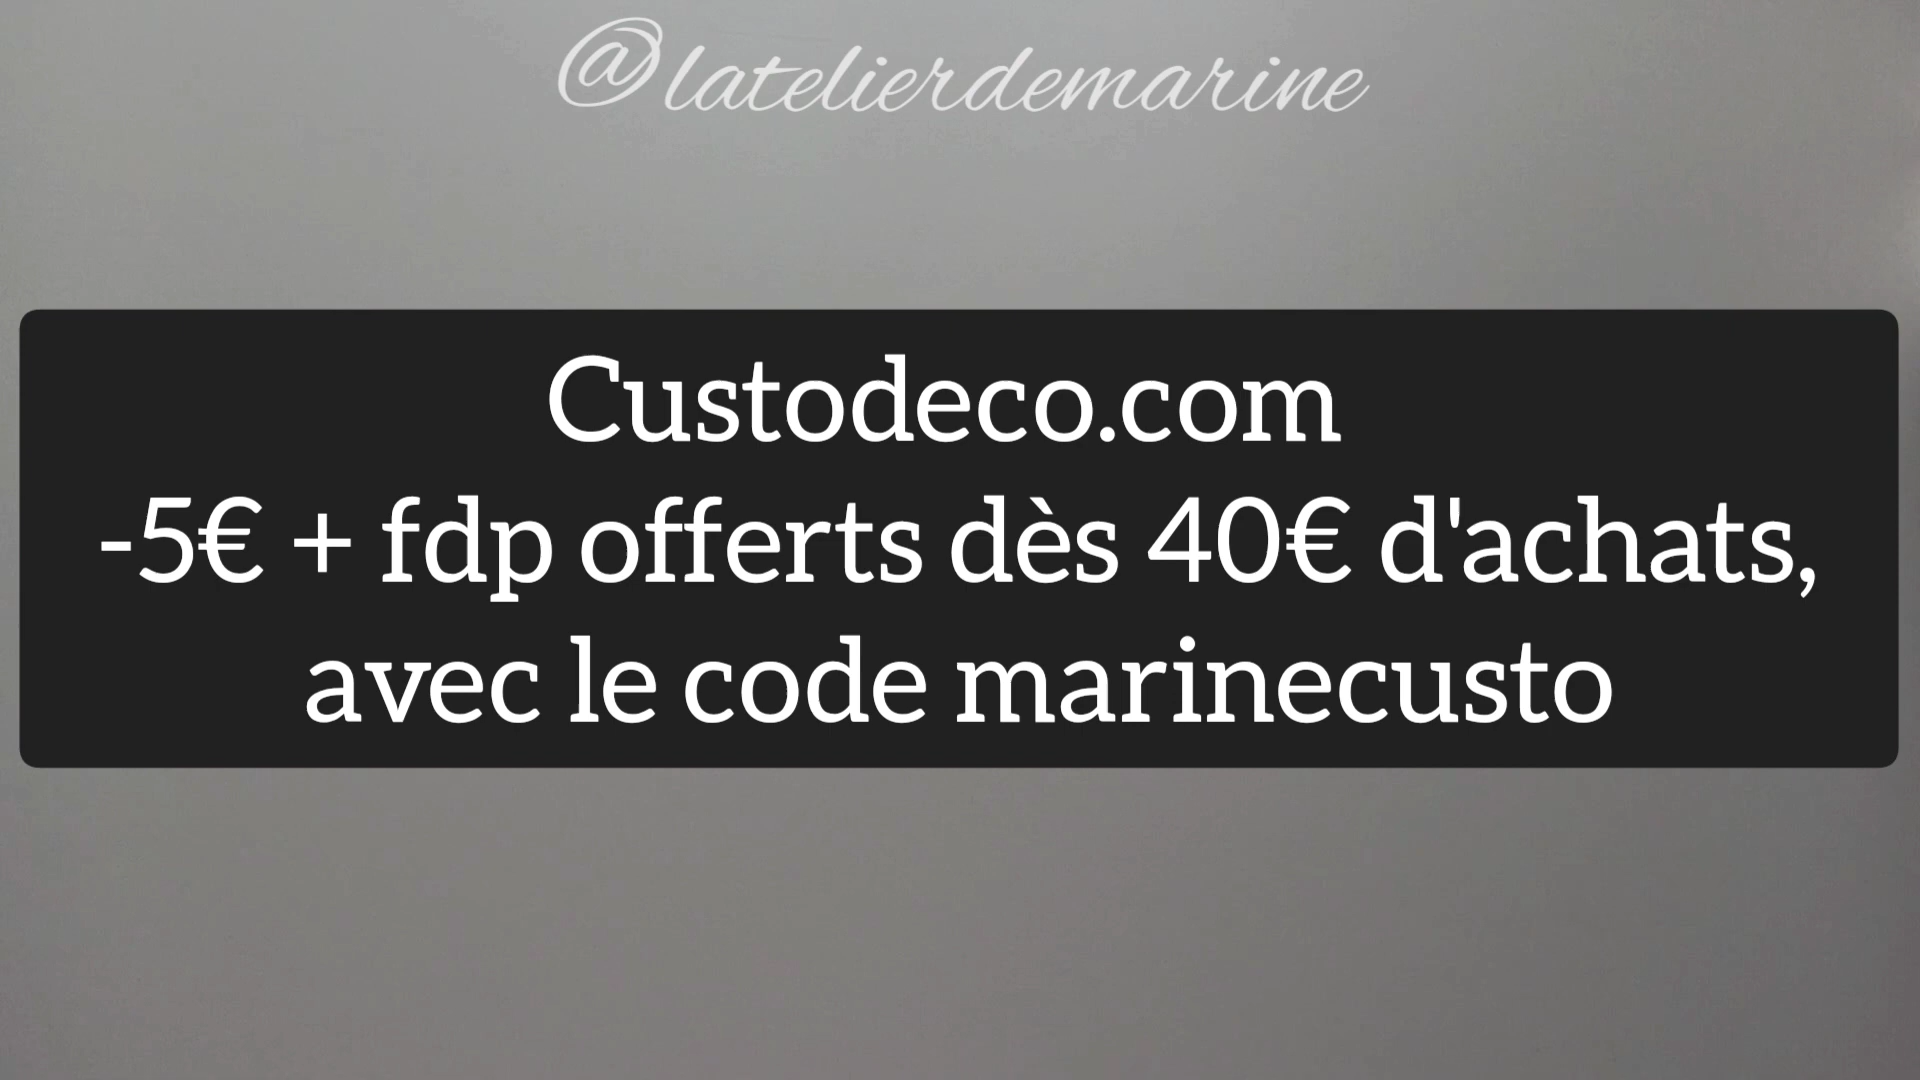 @latelierdemarine
Custodeco.com
-5€ + fdp offerts dès 40€ d'achats,
avec le code marinecusto